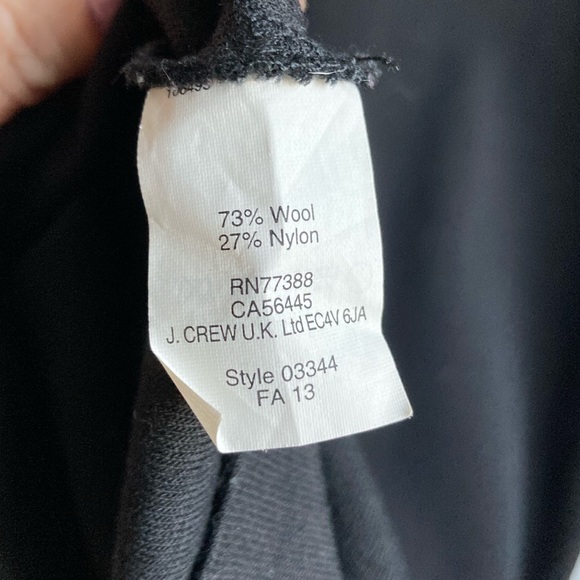 73% Wool
27% Nylon
RN77388
CA56445
J. CREW U.K. Ltd EC4V 6JA
Style 03344
FA 13